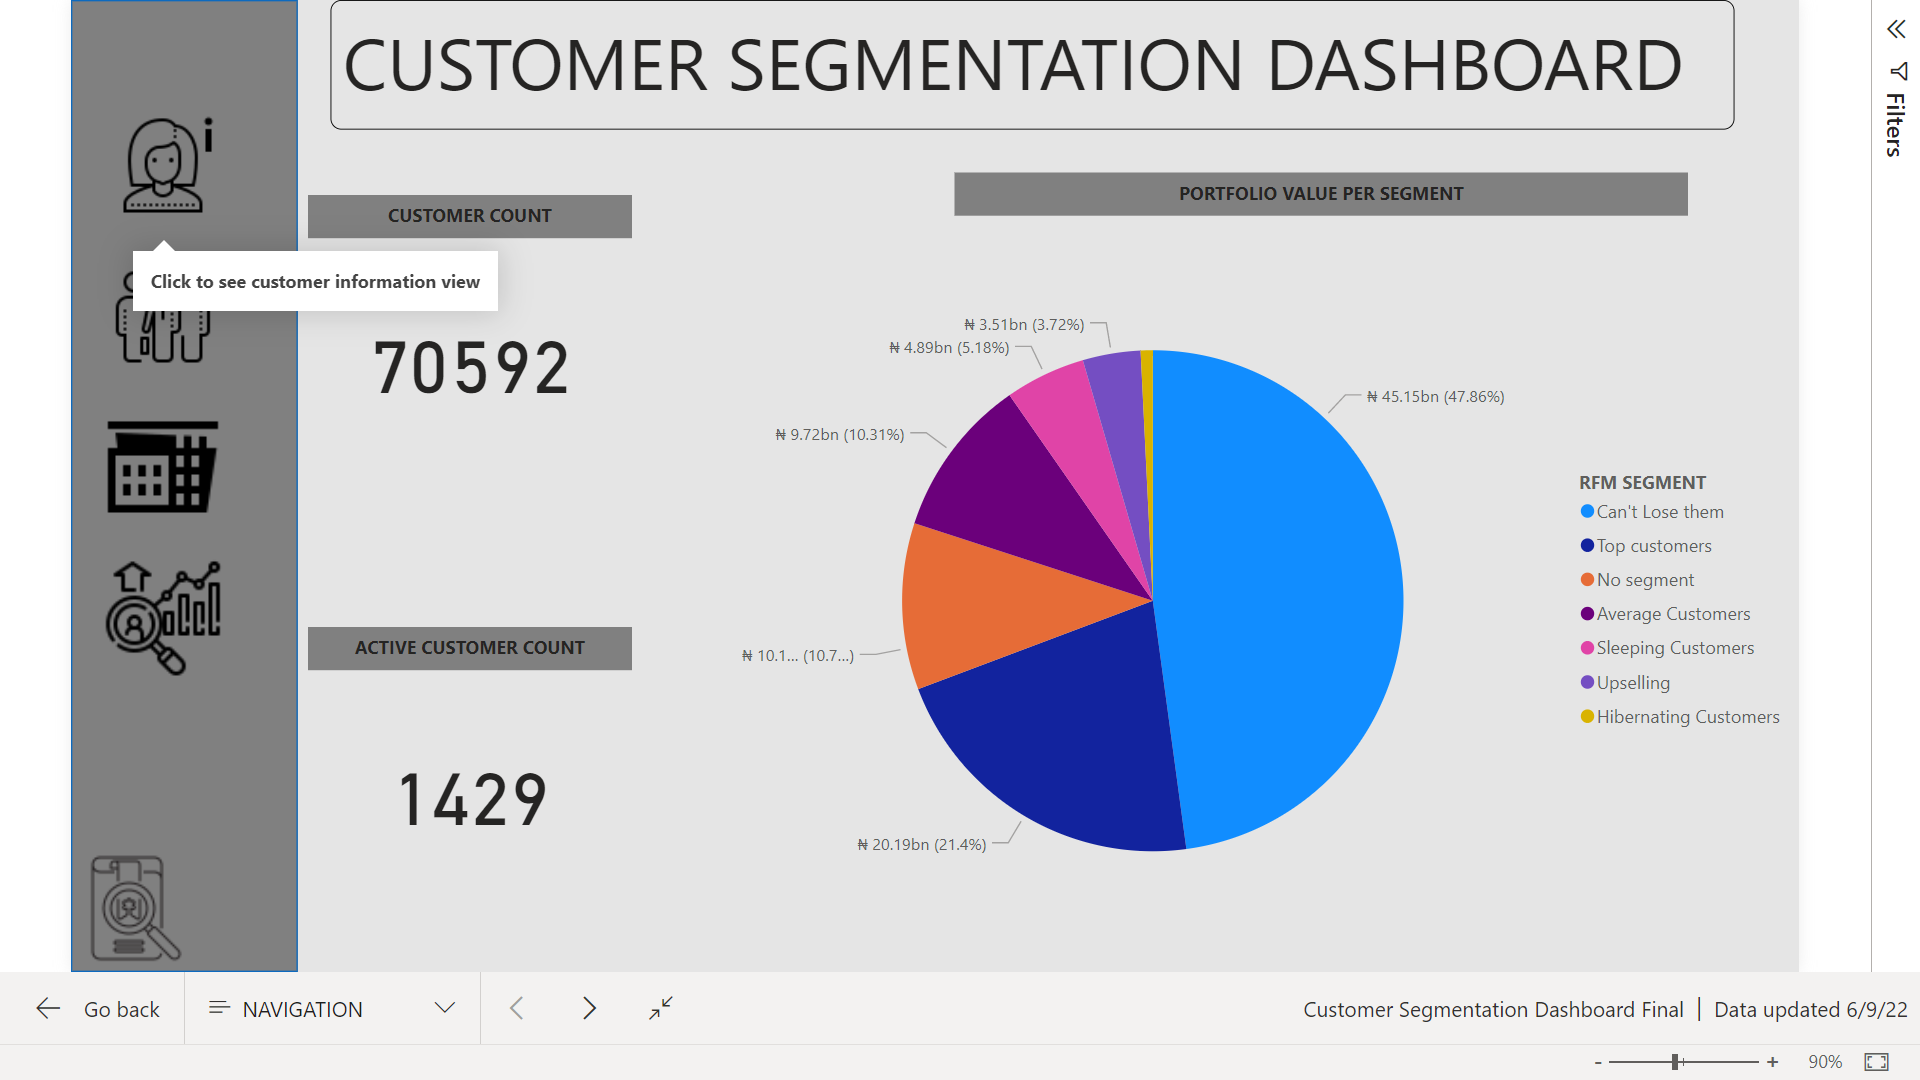 CUSTOMER SEGMENTATION DASHBOARD
Filters
i
CUSTOMER COUNT
PORTFOLIO VALUE PER SEGMENT
Click to see customer information view
70592
₦ 3.51bn (3.72%)
₦ 4.89bn (5.18%)
₦ 45.15bn (47.86%)
₦ 9.72bn (10.31%)
₦ 10.1... (10.7...)
₦ 20.19bn (21.4%)
RFM SEGMENT
Can't Lose them
Top customers
No segment
Average Customers
Sleeping Customers
Upselling
Hibernating Customers
ACTIVE CUSTOMER COUNT
1429
Go back
NAVIGATION
Customer Segmentation Dashboard Final | Data updated 6/9/22
- + 90%